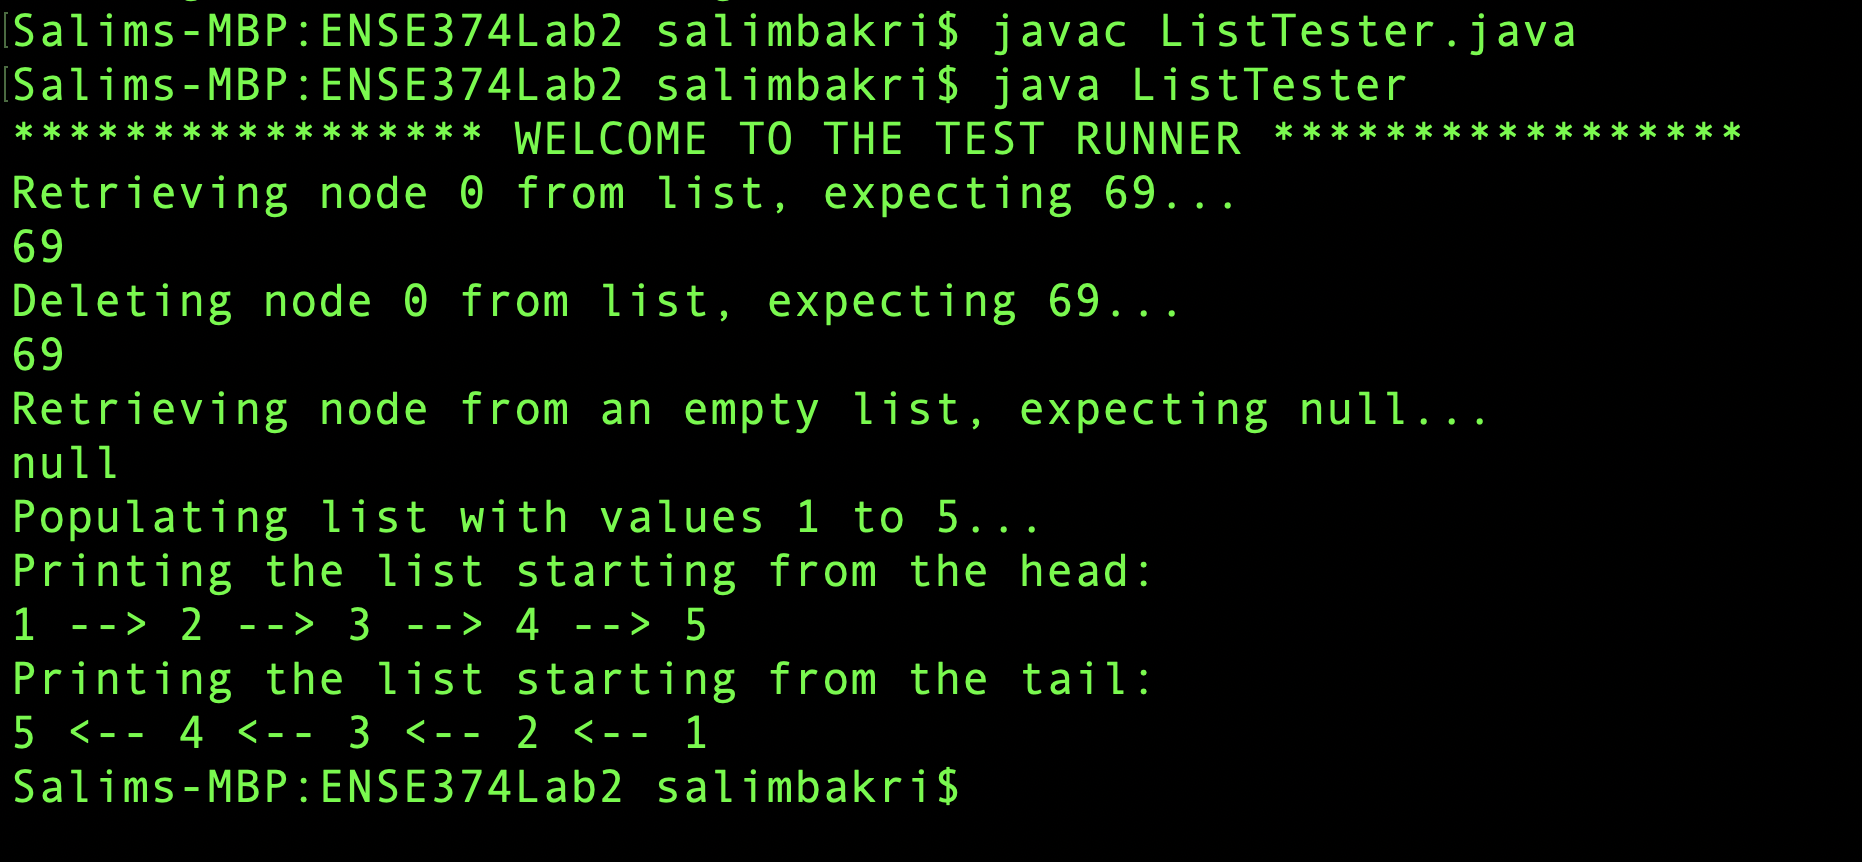 Salims-MBP:ENSE374Lab2 salimbakri$ javac ListTester.java
Salims-MBP:ENSE374Lab2 salimbakri$ java ListTester
***************** WELCOME TO THE TEST RUNNER *****************
Retrieving node 0 from list, expecting 69...
69
Deleting node 0 from list, expecting 69...
69
Retrieving node from an empty list, expecting null...
null
Populating list with values 1 to 5...
Printing the list starting from the head:
1 --> 2 --> 3 --> 4 --> 5
Printing the list starting from the tail:
5 <-- 4 <-- 3 <-- 2 <-- 1
Salims-MBP:ENSE374Lab2 salimbakri$